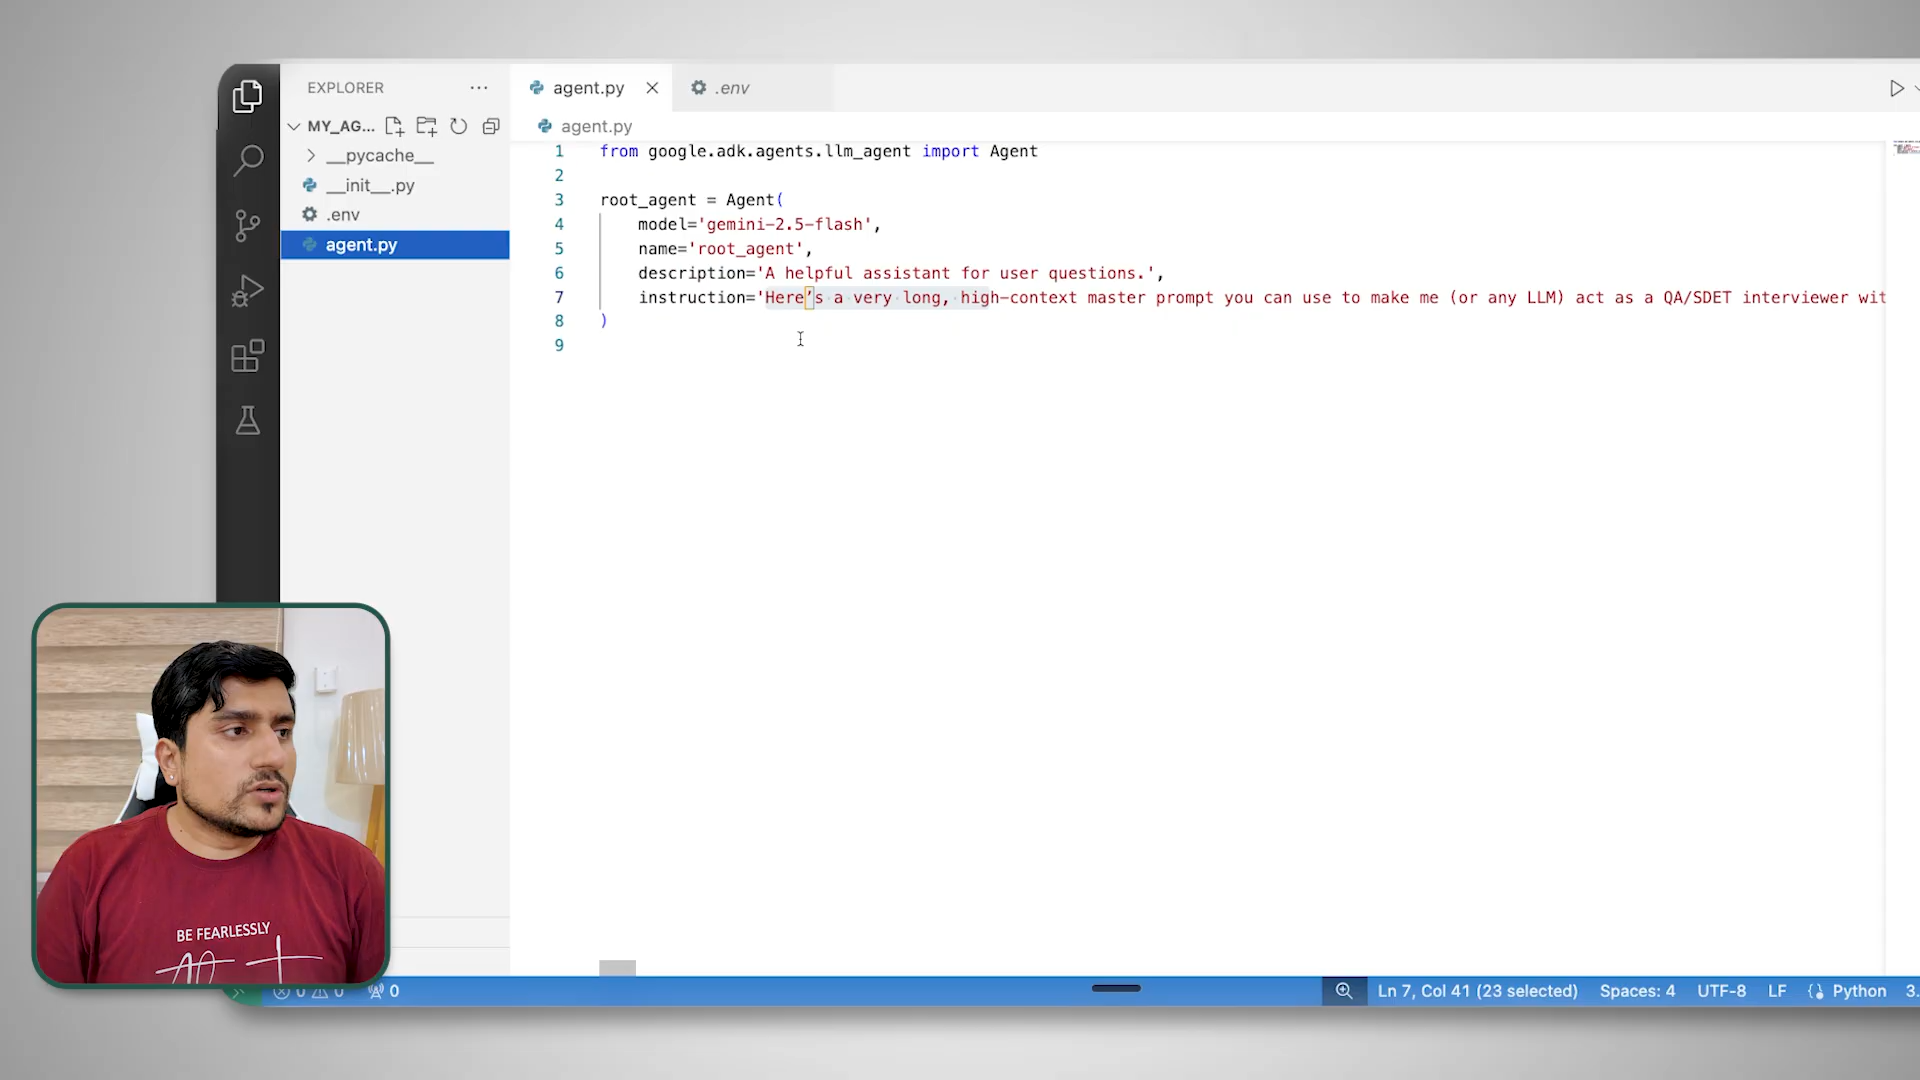 EXPLORER
agent.py
.env
MY_AG...
agent.py
__pycache__
__init__.py
.env
agent.py
1 from google.adk.agents.llm_agent import Agent
2
3 root_agent = Agent(
4 model='gemini-2.5-flash',
5 name='root_agent',
6 description='A helpful assistant for user questions.',
7 instruction='Here’s a very long, high-context master prompt you can use to make me (or any LLM) act as a QA/SDET interviewer wit
8 )
9
BE FEARLESSLY
0 0 0
Ln 7, Col 41 (23 selected) Spaces: 4 UTF-8 LF Python 3.